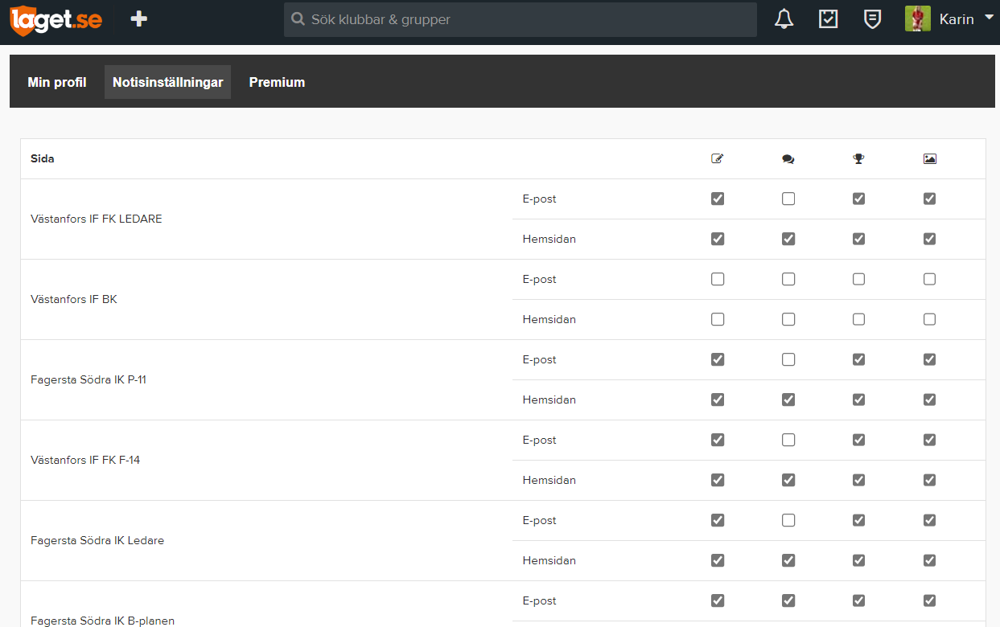 laget.se
Sök klubbar & grupper
Karin
Min profil Notisinställningar Premium
Sida
E-post
Västanfors IF FK LEDARE
Hemsidan
E-post
Västanfors IF BK
Hemsidan
E-post
Fagersta Södra IK P-11
Hemsidan
E-post
Västanfors IF FK F-14
Hemsidan
E-post
Fagersta Södra IK Ledare
Hemsidan
E-post
Fagersta Södra IK B-planen